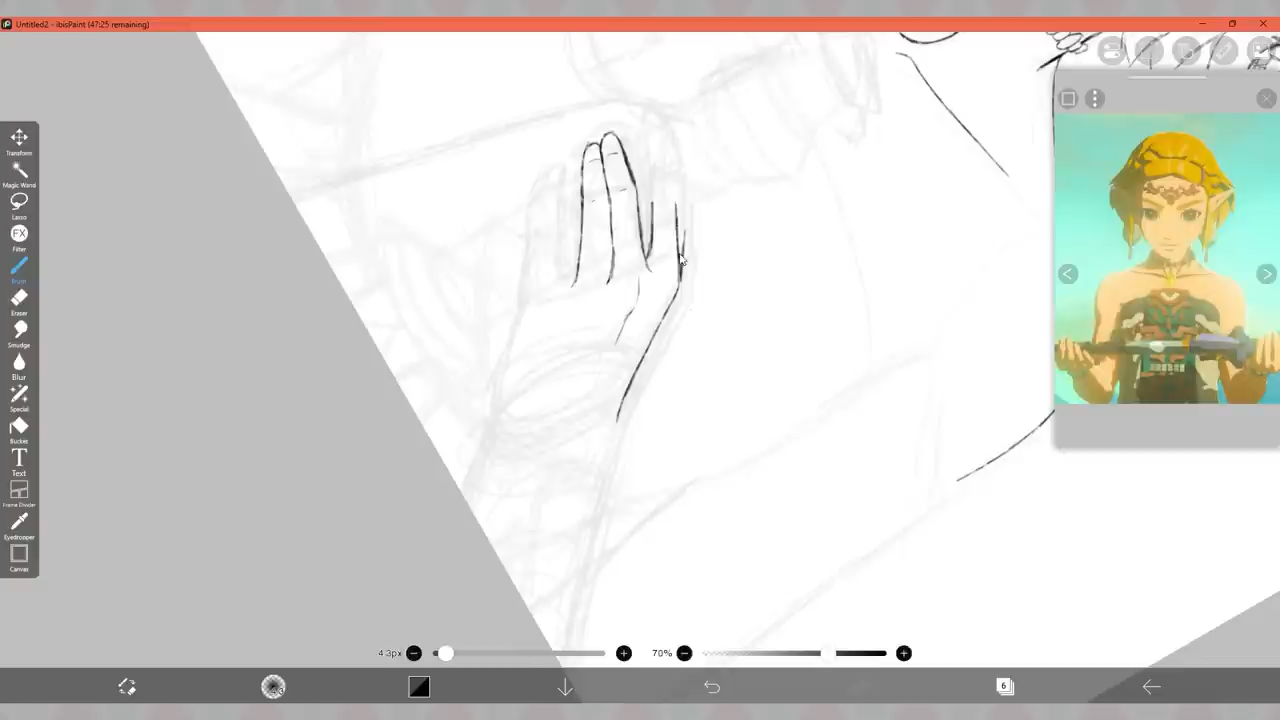 Untitled2 - ibisPaint (47:25 remaining)
Transform
Magic Wand
Lasso
FX
Filter
Brush
Eraser
Smudge
Blur
Special
Bucket
T
Text
Frame Divider
Eyedropper
Canvas
4.3px
70%
6